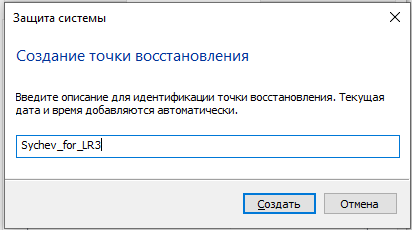 Защита системы
Создание точки восстановления
Введите описание для идентификации точки восстановления. Текущая
дата и время добавляются автоматически.
Sychev_for_LR3
Создать
Отмена